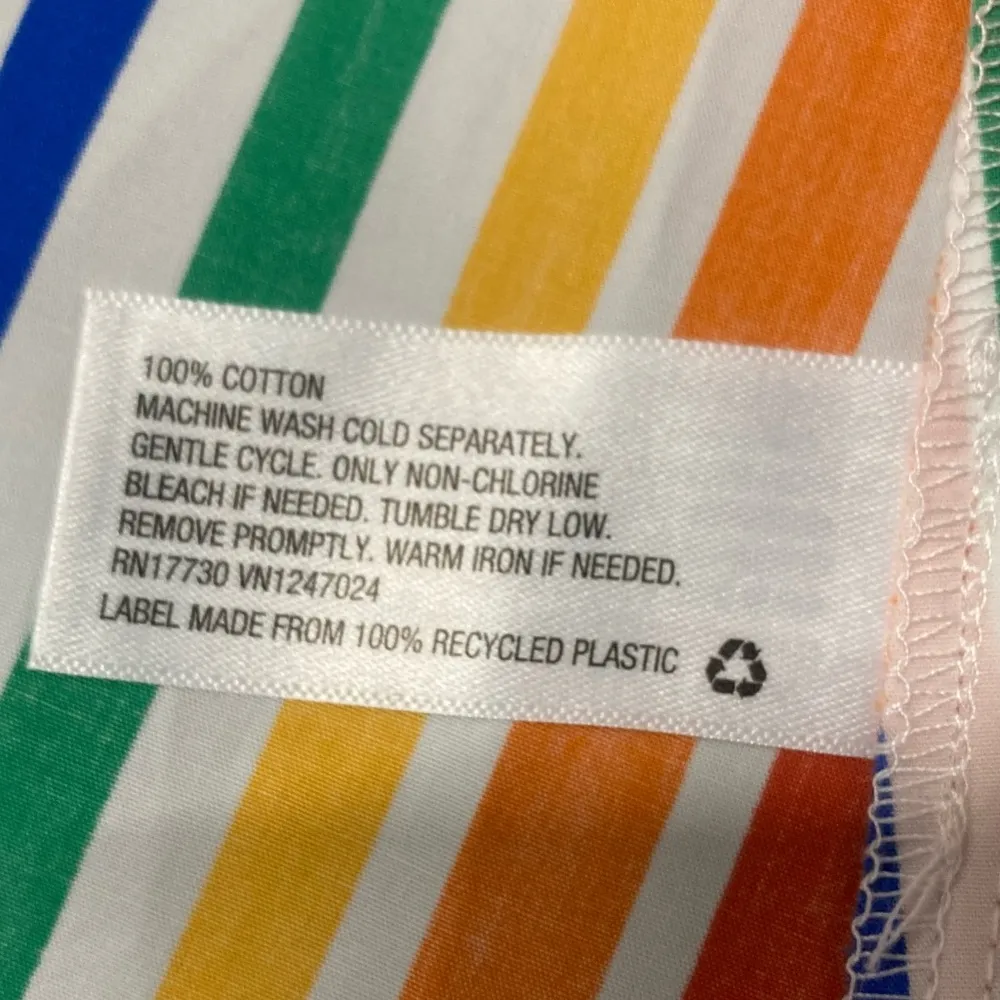 100% COTTON
MACHINE WASH COLD SEPARATELY.
GENTLE CYCLE. ONLY NON-CHLORINE
BLEACH IF NEEDED. TUMBLE DRY LOW.
REMOVE PROMPTLY. WARM IRON IF NEEDED.
RN17730 VN1247024
LABEL MADE FROM 100% RECYCLED PLASTIC